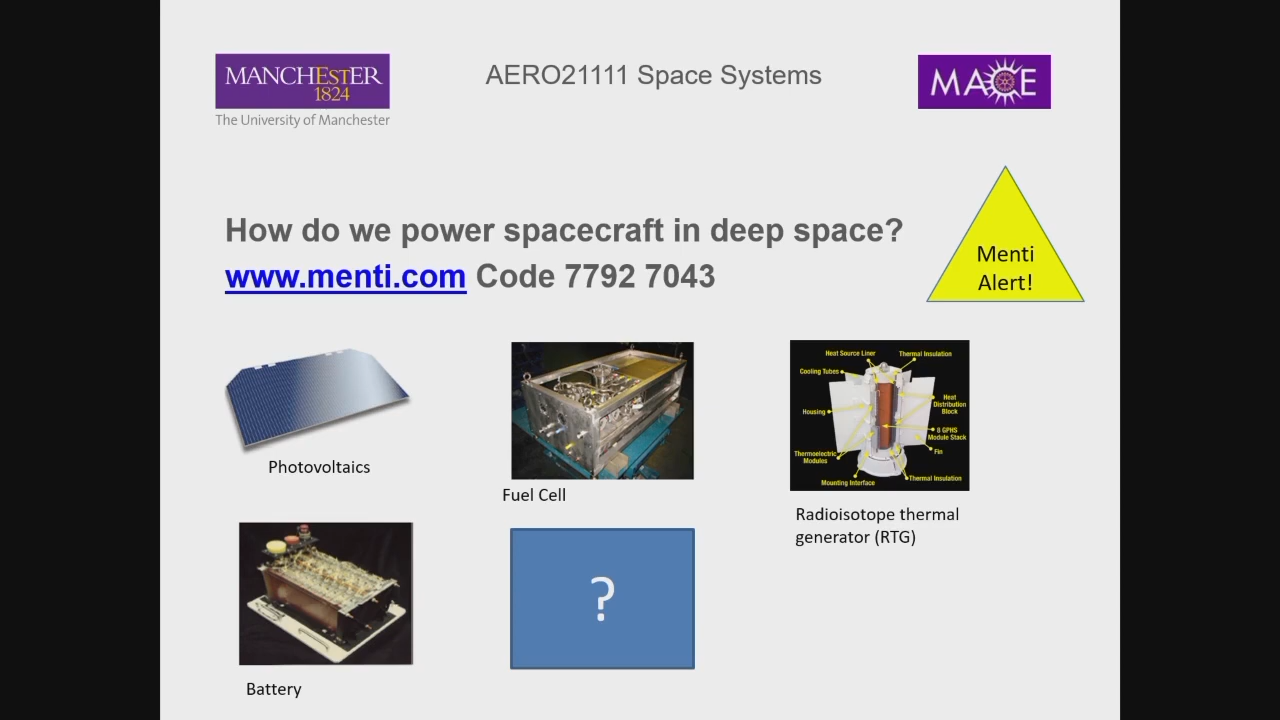 MANCHESTER
1824
The University of Manchester
AERO21111 Space Systems
MACE
How do we power spacecraft in deep space?
www.menti.com Code 7792 7043
Menti
Alert!
Photovoltaics
Fuel Cell
Heat Source Liner
Thermal Insulation
Cooling Tubes
Heat
Distribution
Block
Housing
8 GPHS
Module Stack
Fin
Thermoelectric
Modules
Thermal Insulation
Mounting Interface
Radioisotope thermal
generator (RTG)
Battery
?